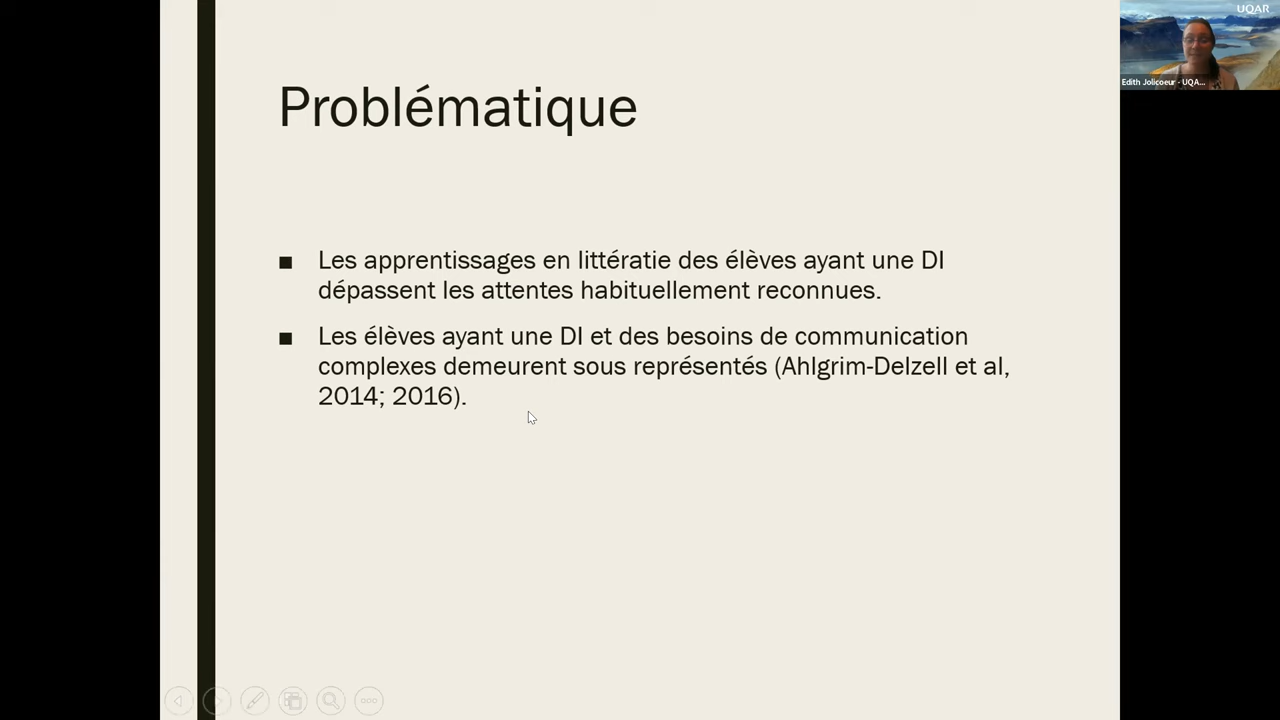 UQAR
Edith Jolicoeur - UQA...
Problématique
■ Les apprentissages en littératie des élèves ayant une DI
dépassent les attentes habituellement reconnues.
■ Les élèves ayant une DI et des besoins de communication
complexes demeurent sous représentés (Ahlgrim-Delzell et al,
2014; 2016).